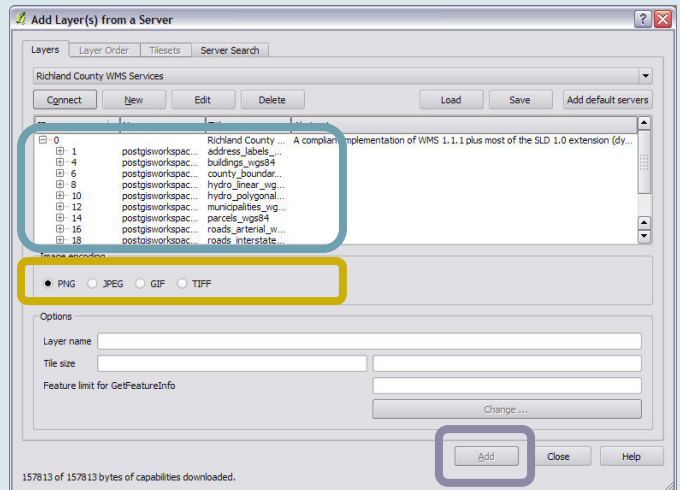 Add Layer(s) from a Server
Layers Layer Order Tilesets Server Search
Richland County WMS Services
Connect New Edit Delete Load Save Add default servers
0 Richland County ... A compliant implementation of WMS 1.1.1 plus most of the SLD 1.0 extension (dy...
1 postgisworkspac... address_labels_...
4 postgisworkspac... buildings_wgs84
6 postgisworkspac... county_boundar...
8 postgisworkspac... hydro_linear_wg...
10 postgisworkspac... hydro_polygonal...
12 postgisworkspac... municipalities_wg...
14 postgisworkspac... parcels_wgs84
16 postgisworkspac... roads_arterial_w...
18 postgisworkspac... roads_interstate...
Image encoding
PNG JPEG GIF TIFF
Options
Layer name
Tile size
Feature limit for GetFeatureInfo
Change ...
Add Close Help
157813 of 157813 bytes of capabilities downloaded.